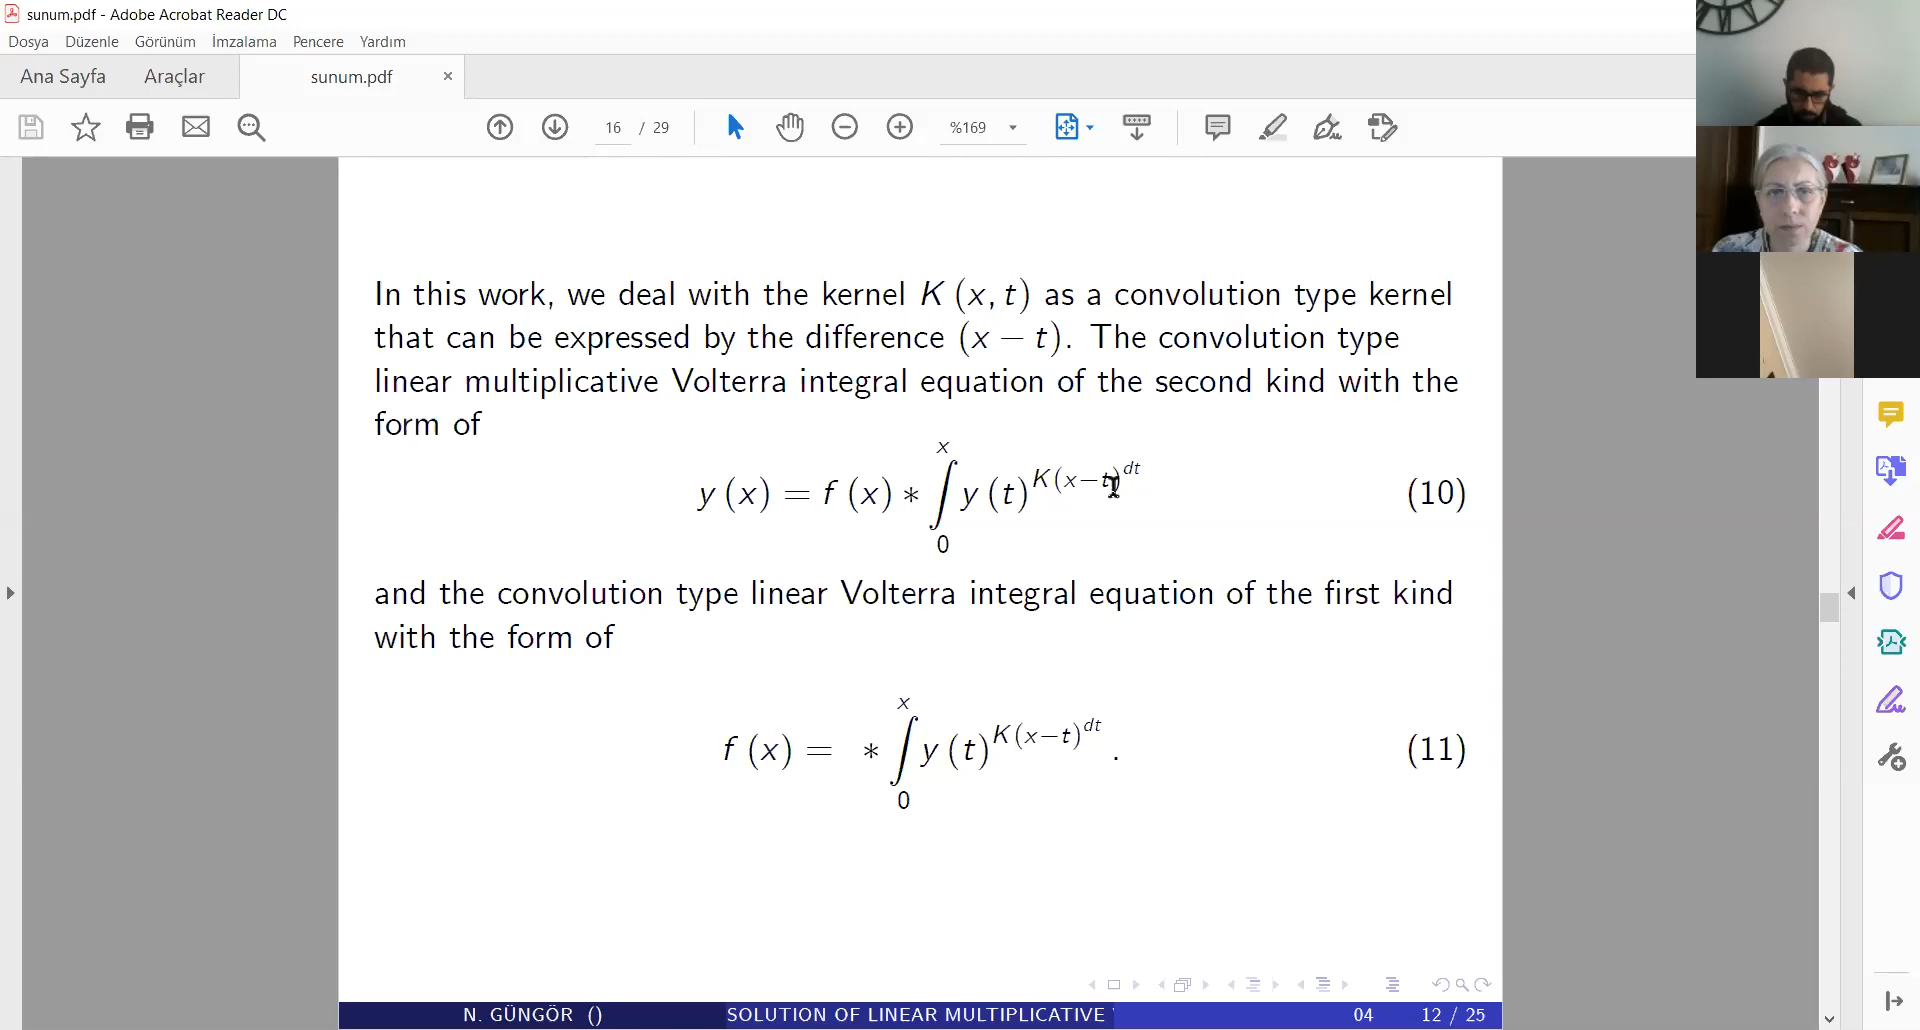 sunum.pdf - Adobe Acrobat Reader DC
Dosya Düzenle Görünüm İmzalama Pencere Yardım
Ana Sayfa Araçlar sunum.pdf ×
16 / 29 %169
In this work, we deal with the kernel K (x, t) as a convolution type kernel
that can be expressed by the difference (x − t). The convolution type
linear multiplicative Volterra integral equation of the second kind with the
form of
y (x) = f (x) ∗ ∫₀ˣ y (t)^{K(x−t)^{dt}} (10)
and the convolution type linear Volterra integral equation of the first kind
with the form of
f (x) = ∗ ∫₀ˣ y (t)^{K(x−t)^{dt}} . (11)
N. GÜNGÖR () SOLUTION OF LINEAR MULTIPLICATIVE 04 12 / 25